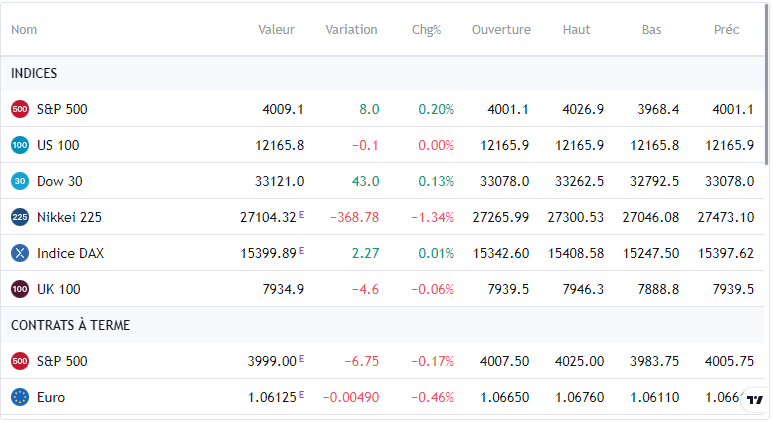 Nom Valeur Variation Chg% Ouverture Haut Bas Préc
INDICES
500 S&P 500 4009.1 8.0 0.20% 4001.1 4026.9 3968.4 4001.1
100 US 100 12165.8 −0.1 0.00% 12165.9 12165.9 12165.8 12165.9
30 Dow 30 33121.0 43.0 0.13% 33078.0 33262.5 32792.5 33078.0
225 Nikkei 225 27104.32 E −368.78 −1.34% 27265.99 27300.53 27046.08 27473.10
X Indice DAX 15399.89 E 2.27 0.01% 15342.60 15408.58 15247.50 15397.62
100 UK 100 7934.9 −4.6 −0.06% 7939.5 7946.3 7888.8 7939.5
CONTRATS À TERME
500 S&P 500 3999.00 E −6.75 −0.17% 4007.50 4025.00 3983.75 4005.75
Euro 1.06125 E −0.00490 −0.46% 1.06650 1.06760 1.06110